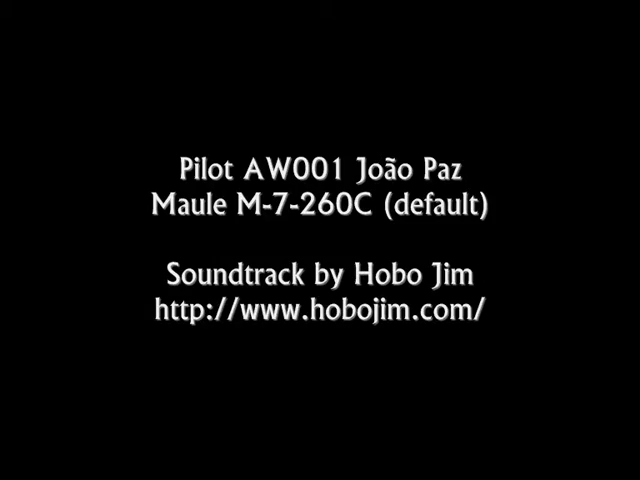 Pilot AW001 João Paz
Maule M-7-260C (default)
Soundtrack by Hobo Jim
http://www.hobojim.com/